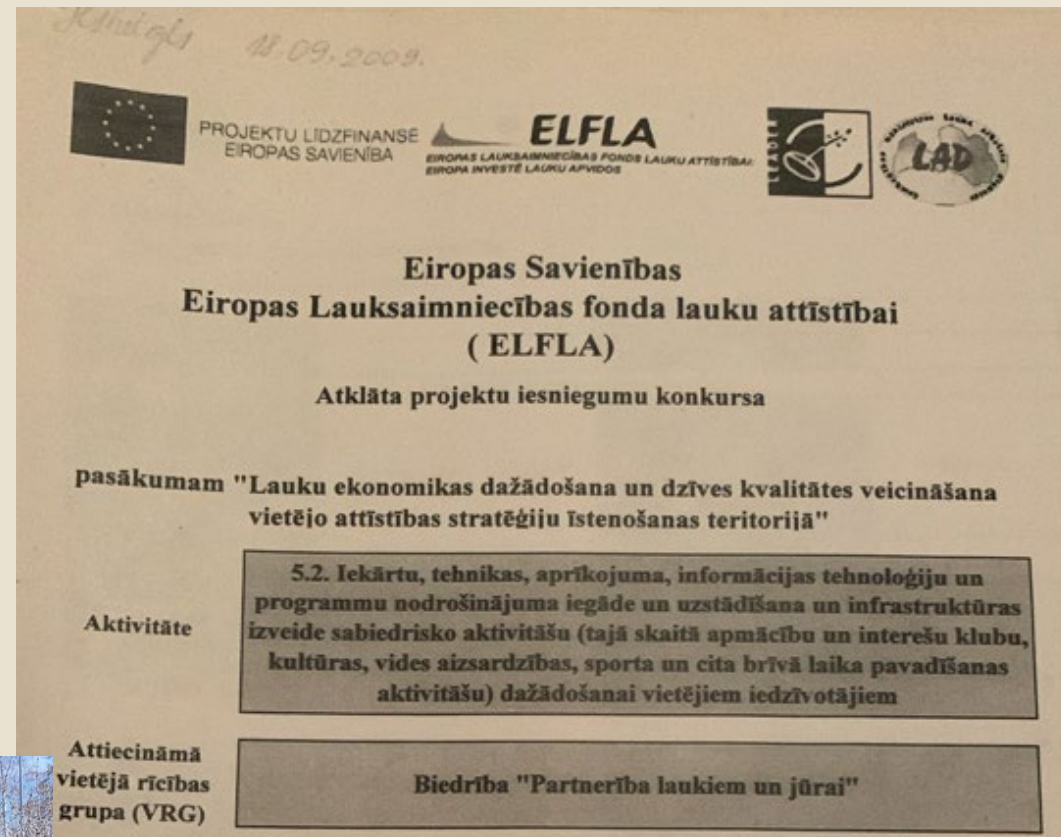 18.09.2009.
PROJEKTU LĪDZFINANSĒ
EIROPAS SAVIENĪBA
ELFLA
EIROPAS LAUKSAIMNIECĪBAS FONDS LAUKU ATTĪSTĪBAI:
EIROPA INVESTĒ LAUKU APVIDOS
LEADER
LAD
Eiropas Savienības
Eiropas Lauksaimniecības fonda lauku attīstībai
( ELFLA)
Atklāta projektu iesniegumu konkursa
pasākumam "Lauku ekonomikas dažādošana un dzīves kvalitātes veicināšana
vietējo attīstības stratēģiju īstenošanas teritorijā"
Aktivitāte
5.2. Iekārtu, tehnikas, aprīkojuma, informācijas tehnoloģiju un
programmu nodrošinājuma iegāde un uzstādīšana un infrastruktūras
izveide sabiedrisko aktivitāšu (tajā skaitā apmācību un interešu klubu,
kultūras, vides aizsardzības, sporta un cita brīvā laika pavadīšanas
aktivitāšu) dažādošanai vietējiem iedzīvotājiem
Attiecināmā
vietējā rīcības
grupa (VRG)
Biedrība "Partnerība laukiem un jūrai"